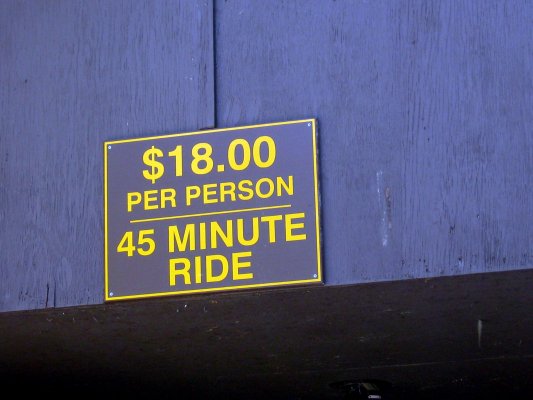 $18.00
PER PERSON
45 MINUTE
RIDE